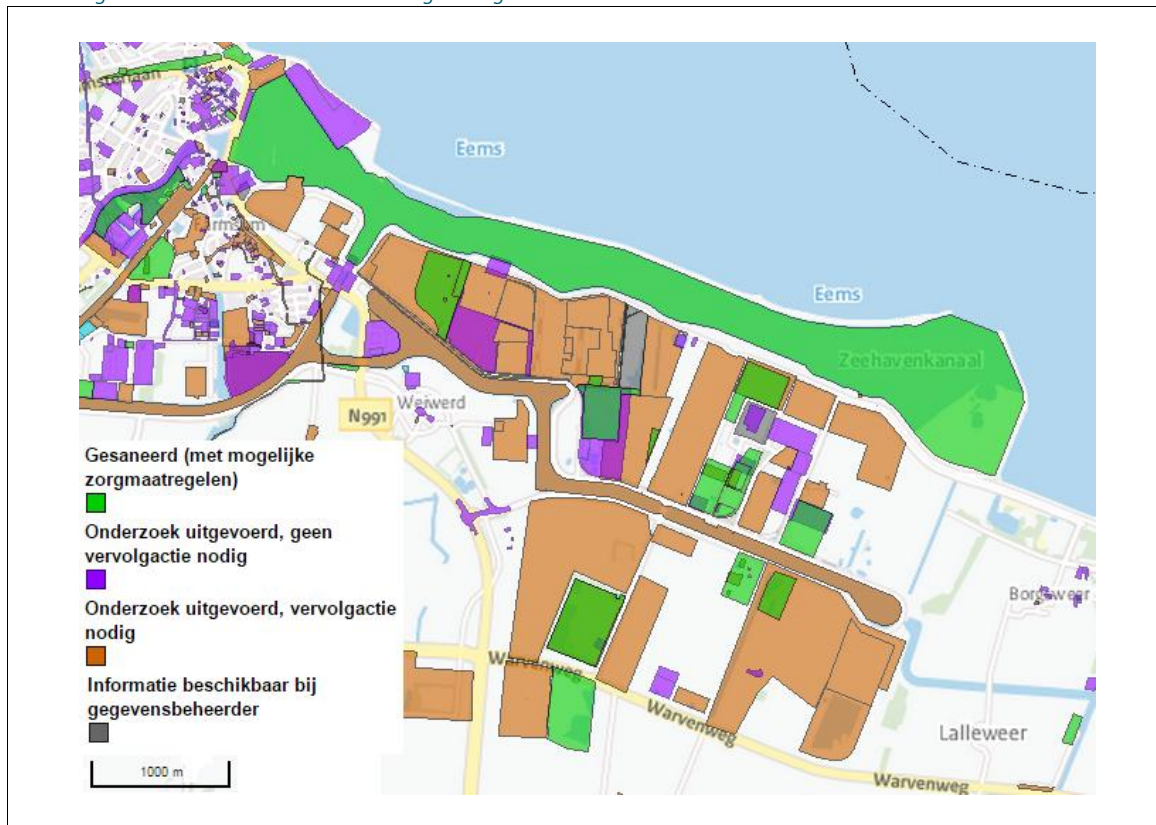 Eems
Eems
Zeehavenkanaal
Weiwerd
N991
Gesaneerd (met mogelijke
zorgmaatregelen)
Onderzoek uitgevoerd, geen
vervolgactie nodig
Onderzoek uitgevoerd, vervolgactie
nodig
Informatie beschikbaar bij
gegevensbeheerder
1000 m
Borgsweer
Warvenweg
Warvenweg
Lalleweer
Warvenweg